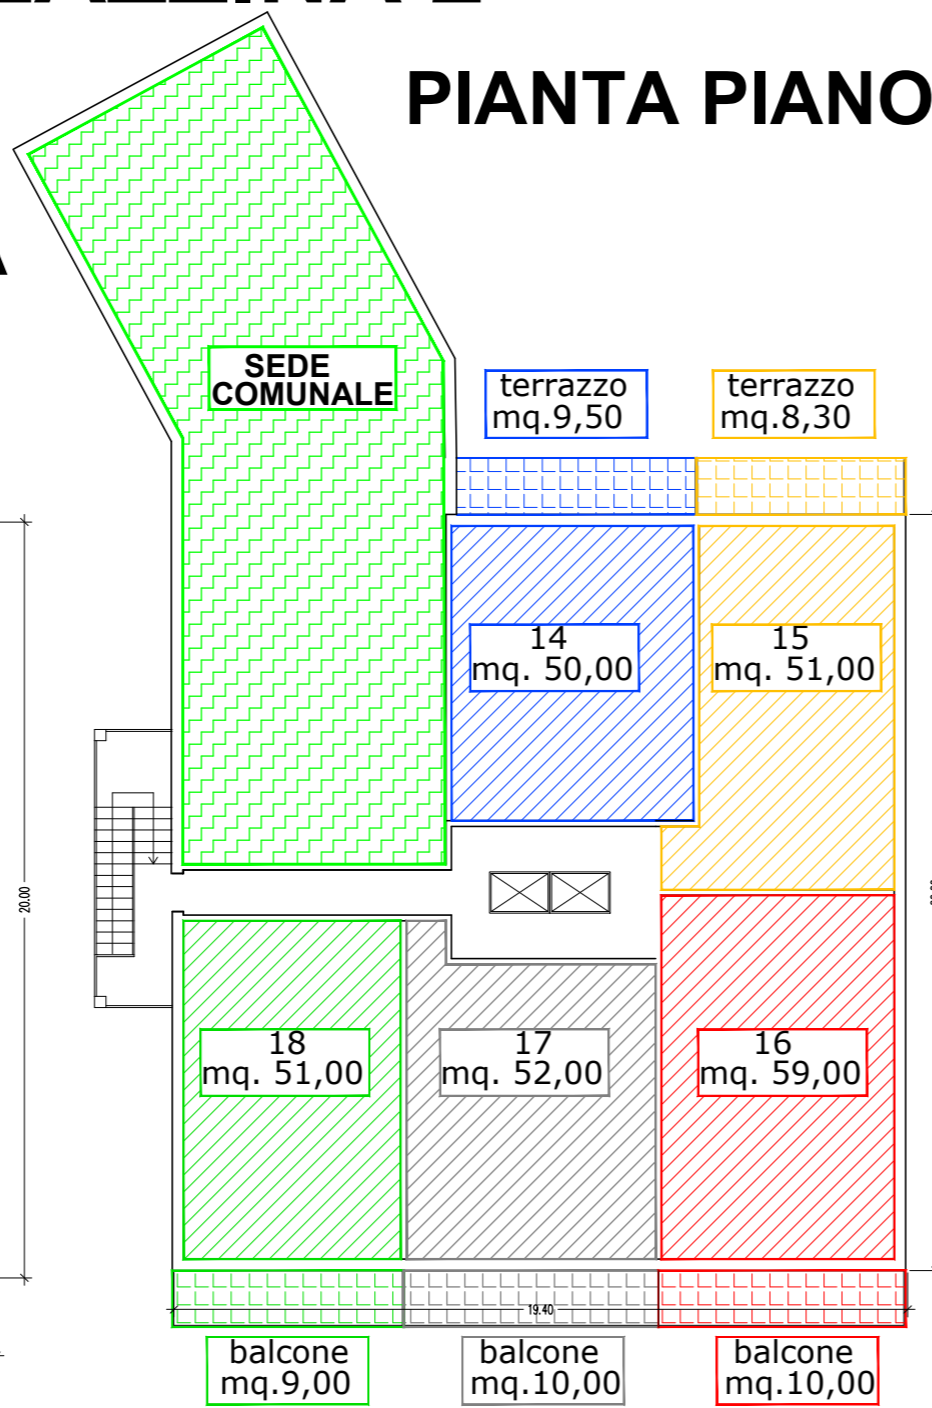 PIANTA PIANO
SEDE
COMUNALE
terrazzo
mq.9,50
terrazzo
mq.8,30
14
mq. 50,00
15
mq. 51,00
20.00
18
mq. 51,00
17
mq. 52,00
16
mq. 59,00
19.40
balcone
mq.9,00
balcone
mq.10,00
balcone
mq.10,00